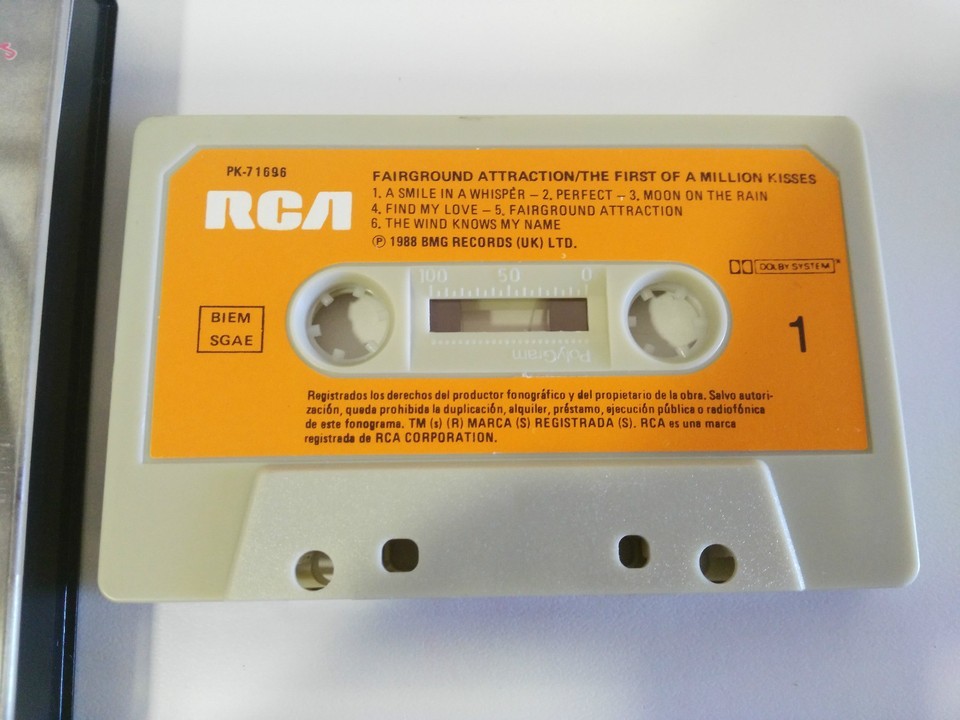 PK-71696
RCA
FAIRGROUND ATTRACTION/THE FIRST OF A MILLION KISSES
1. A SMILE IN A WHISPER – 2. PERFECT – 3. MOON ON THE RAIN
4. FIND MY LOVE – 5. FAIRGROUND ATTRACTION
6. THE WIND KNOWS MY NAME
Ⓟ 1988 BMG RECORDS (UK) LTD.
DOLBY SYSTEM
100 50 0
BIEM
SGAE
1
PolyGram
Registrados los derechos del productor fonográfico y del propietario de la obra. Salvo autori-
zación, queda prohibida la duplicación, alquiler, préstamo, ejecución pública o radiofónica
de este fonograma. TM (s) (R) MARCA (S) REGISTRADA (S). RCA es una marca
registrada de RCA CORPORATION.